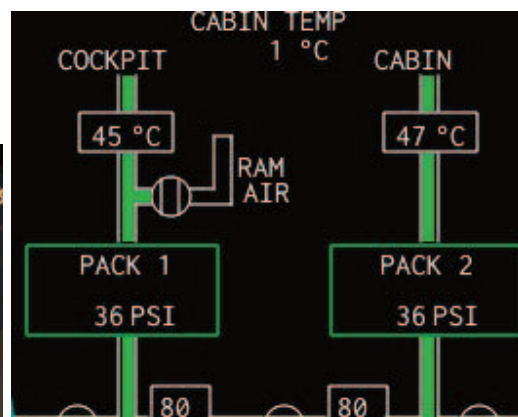 CABIN TEMP
1 °C
COCKPIT
CABIN
45 °C
47 °C
RAM
AIR
PACK 1
PACK 2
36 PSI
36 PSI
80
80